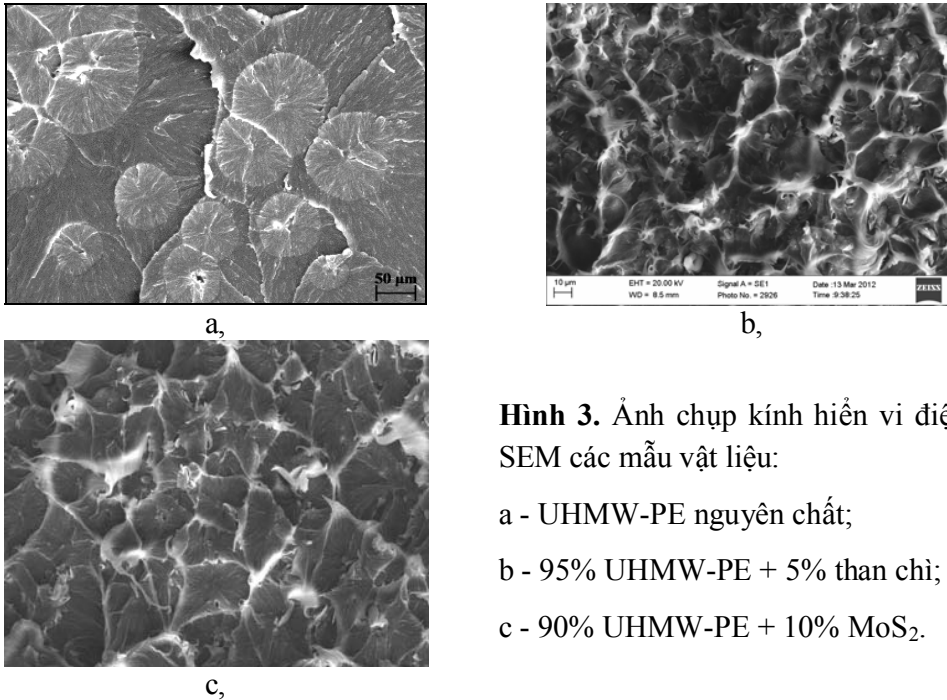 50 µm
a,
10 µm
EHT = 20.00 kV
Signal A = SE1
Date :13 Mar 2012
WD = 8.5 mm
Photo No. = 2926
Time :9:38:25
ZEISS
b,
c,
Hình 3. Ảnh chụp kính hiển vi điệ
SEM các mẫu vật liệu:
a - UHMW-PE nguyên chất;
b - 95% UHMW-PE + 5% than chì;
c - 90% UHMW-PE + 10% MoS₂.